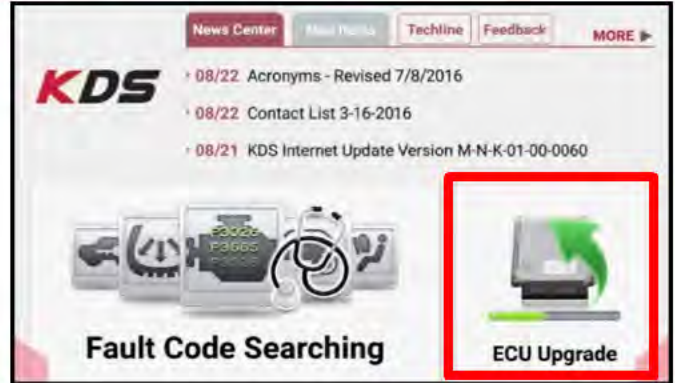 News Center
Techline
Feedback
MORE ▶
KDS
08/22 Acronyms - Revised 7/8/2016
08/22 Contact List 3-16-2016
08/21 KDS Internet Update Version M-N-K-01-00-0060
Fault Code Searching
ECU Upgrade